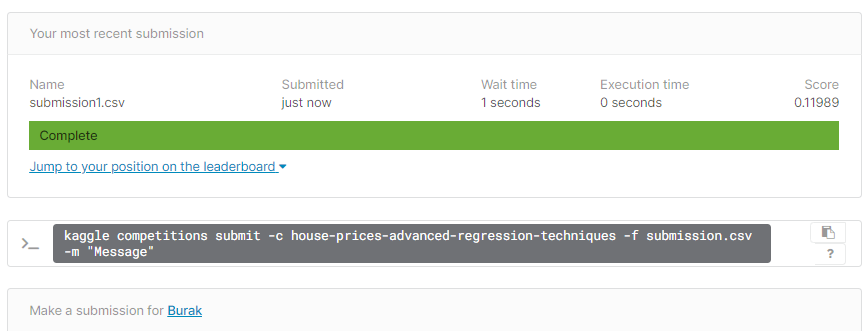 Your most recent submission
Name Submitted Wait time Execution time Score
submission1.csv just now 1 seconds 0 seconds 0.11989
Complete
Jump to your position on the leaderboard
>_ kaggle competitions submit -c house-prices-advanced-regression-techniques -f submission.csv
-m "Message"
?
Make a submission for Burak